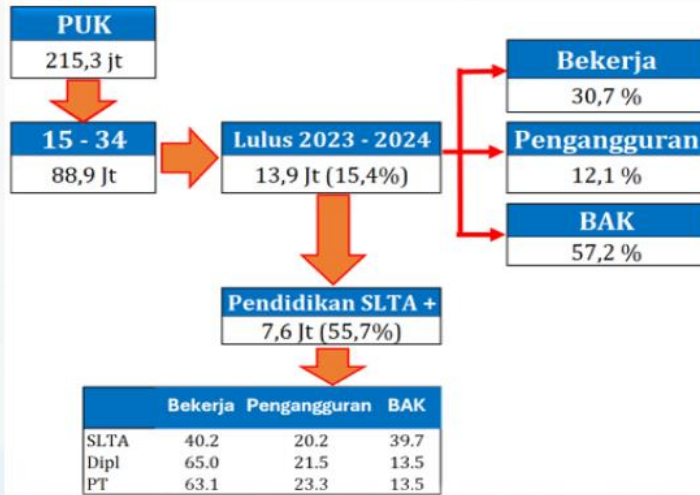 PUK
215,3 jt
15 - 34
88,9 Jt
Lulus 2023 - 2024
13,9 Jt (15,4%)
Bekerja
30,7 %
Pengangguran
12,1 %
BAK
57,2 %
Pendidikan SLTA +
7,6 Jt (55,7%)
Bekerja Pengangguran BAK
SLTA 40.2 20.2 39.7
Dipl 65.0 21.5 13.5
PT 63.1 23.3 13.5